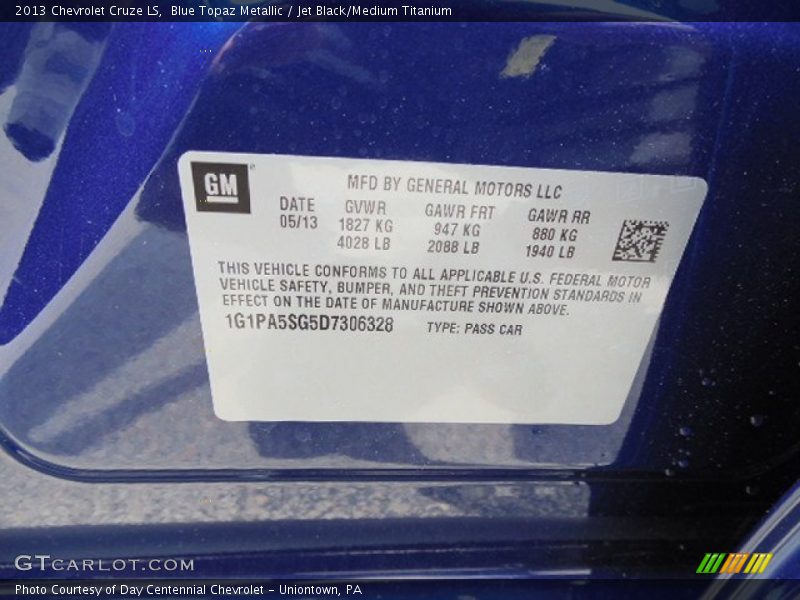 2013 Chevrolet Cruze LS, Blue Topaz Metallic / Jet Black/Medium Titanium
GM
MFD BY GENERAL MOTORS LLC
DATE GVWR GAWR FRT GAWR RR
05/13 1827 KG 947 KG 880 KG
4028 LB 2088 LB 1940 LB
THIS VEHICLE CONFORMS TO ALL APPLICABLE U.S. FEDERAL MOTOR
VEHICLE SAFETY, BUMPER, AND THEFT PREVENTION STANDARDS IN
EFFECT ON THE DATE OF MANUFACTURE SHOWN ABOVE.
1G1PA5SG5D7306328 TYPE: PASS CAR
GTCARLOT.COM
Photo Courtesy of Day Centennial Chevrolet - Uniontown, PA